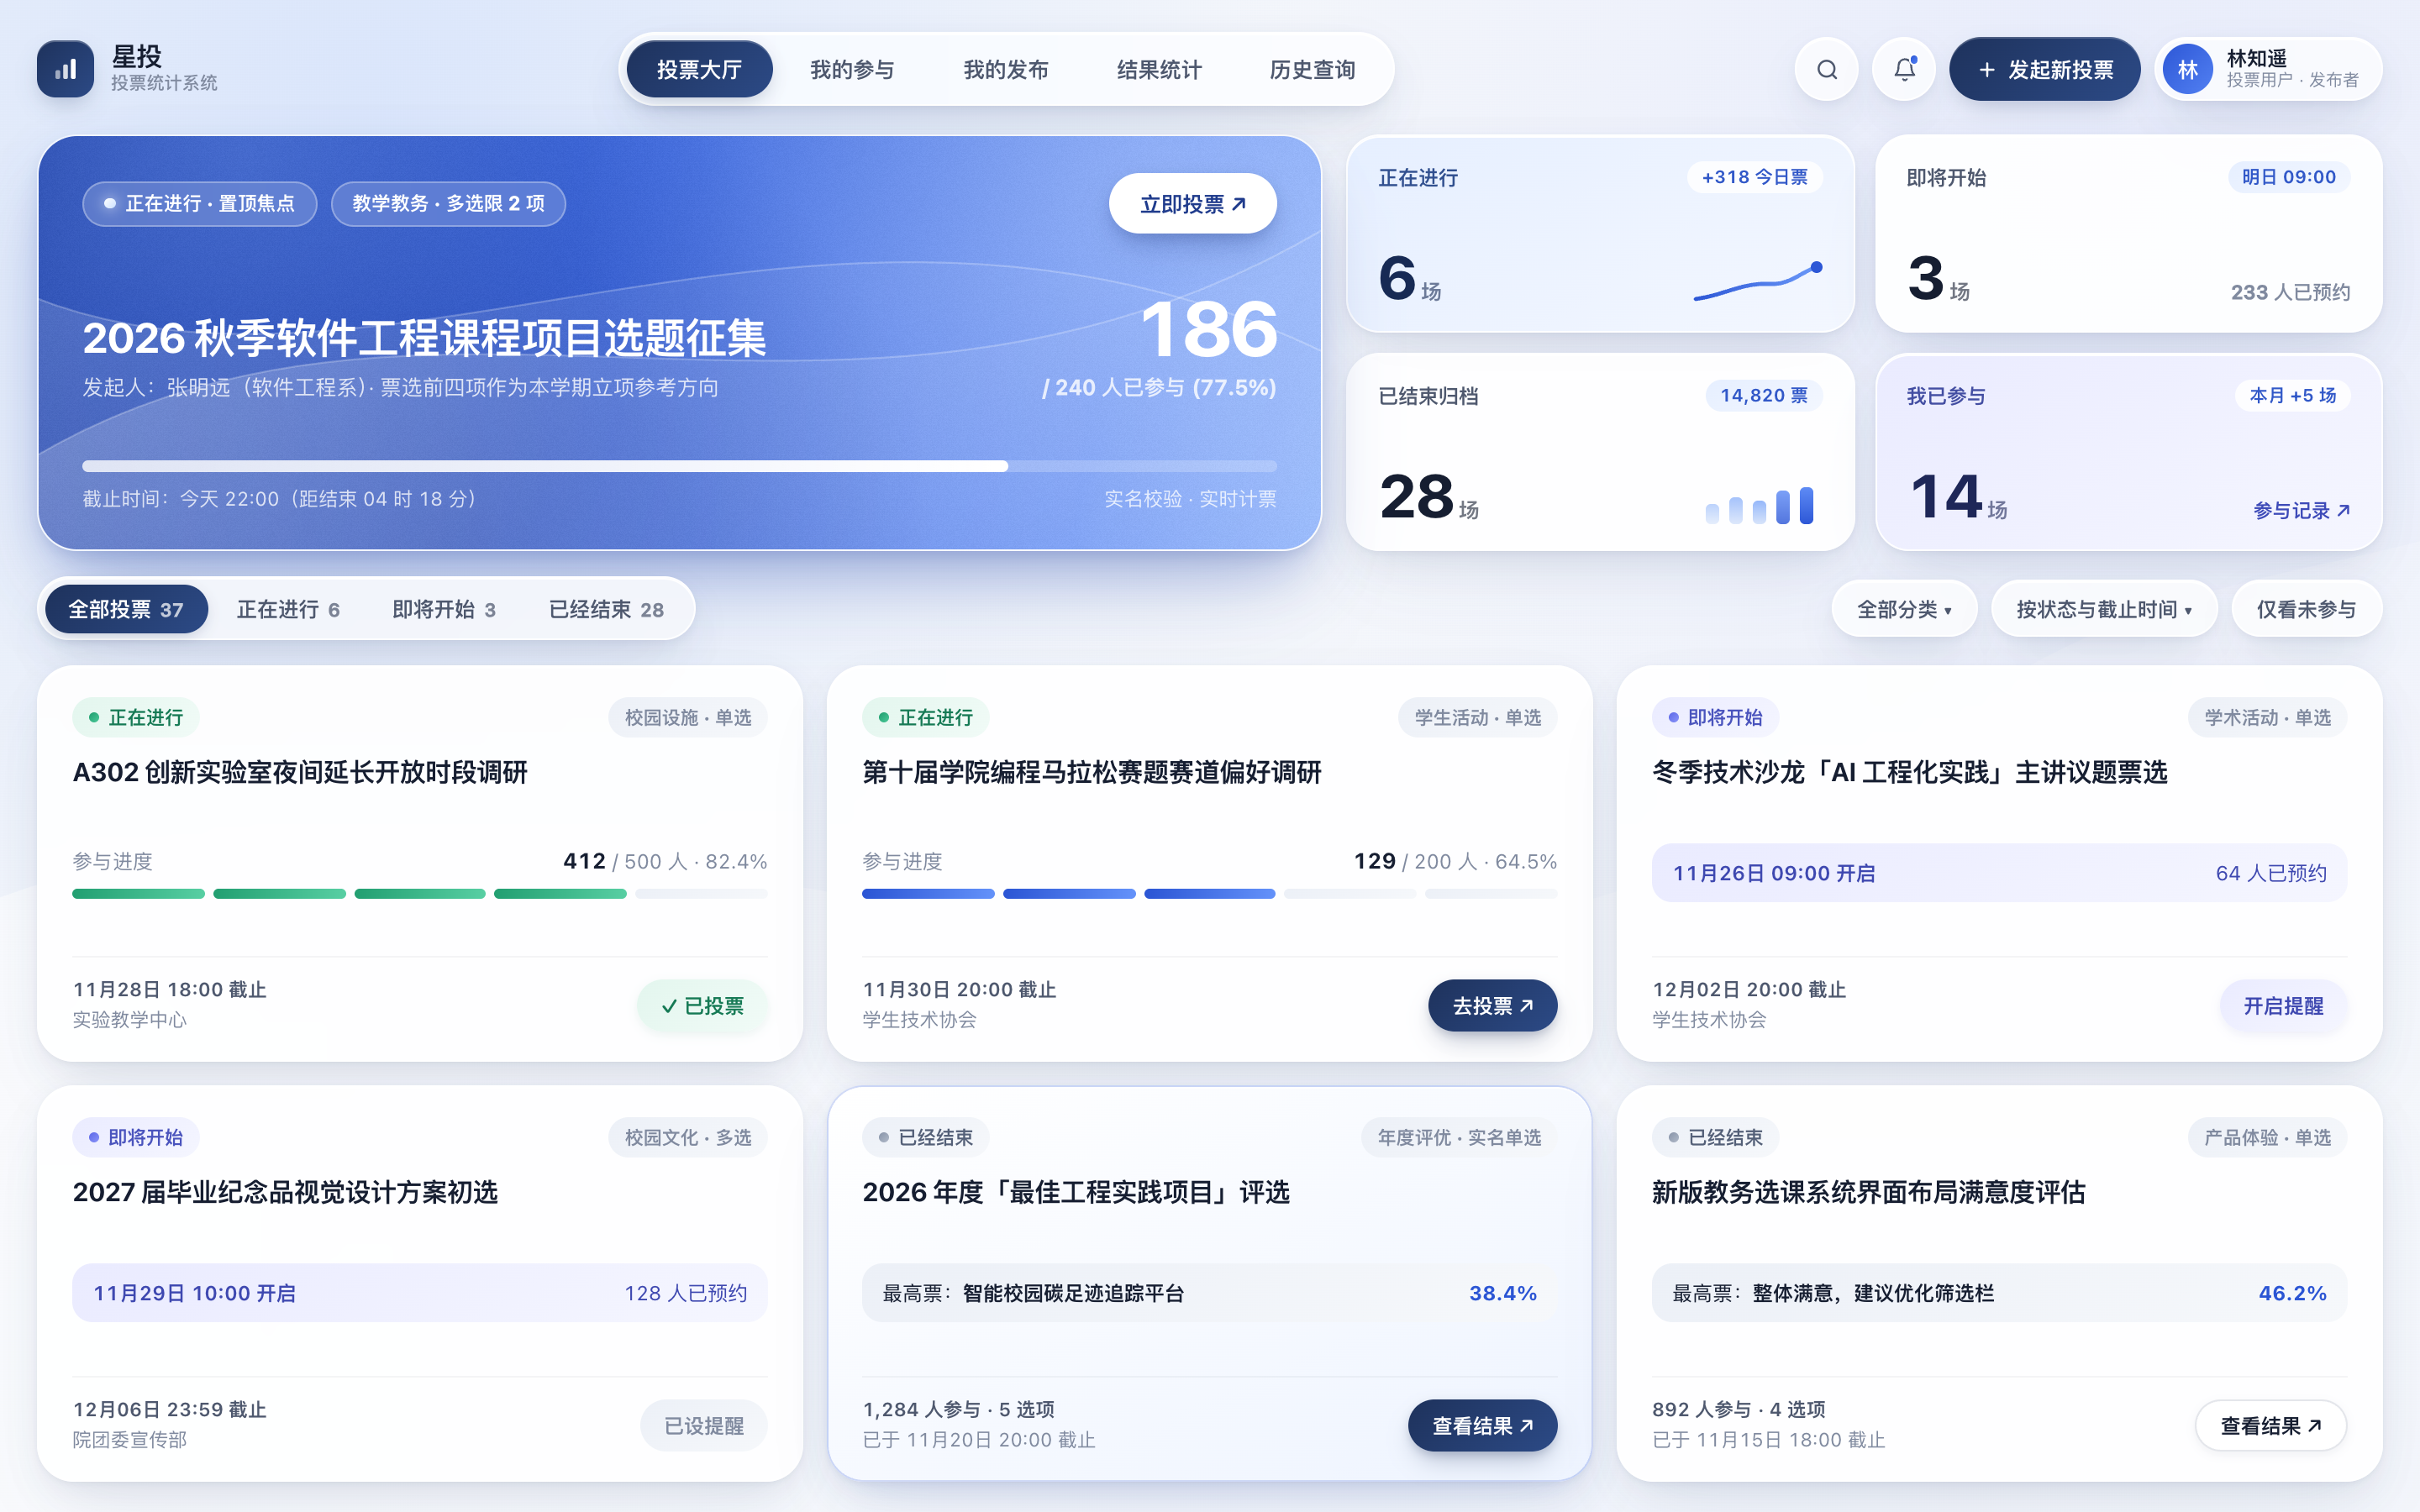 星投
投票统计系统
投票大厅
我的参与
我的发布
结果统计
历史查询
+ 发起新投票
林
林知遥
投票用户 · 发布者
正在进行 · 置顶焦点
教学教务 · 多选限 2 项
立即投票 ↗
2026 秋季软件工程课程项目选题征集
186
发起人：张明远（软件工程系）· 票选前四项作为本学期立项参考方向
/ 240 人已参与 (77.5%)
截止时间：今天 22:00（距结束 04 时 18 分）
实名校验 · 实时计票
正在进行
+318 今日票
6 场
即将开始
明日 09:00
3 场
233 人已预约
已结束归档
14,820 票
28 场
我已参与
本月 +5 场
14 场
参与记录 ↗
全部投票 37
正在进行 6
即将开始 3
已经结束 28
全部分类 ▾
按状态与截止时间 ▾
仅看未参与
正在进行
校园设施 · 单选
A302 创新实验室夜间延长开放时段调研
参与进度
412 / 500 人 · 82.4%
11月28日 18:00 截止
实验教学中心
✓ 已投票
正在进行
学生活动 · 单选
第十届学院编程马拉松赛题赛道偏好调研
参与进度
129 / 200 人 · 64.5%
11月30日 20:00 截止
学生技术协会
去投票 ↗
即将开始
学术活动 · 单选
冬季技术沙龙「AI 工程化实践」主讲议题票选
11月26日 09:00 开启
64 人已预约
12月02日 20:00 截止
学生技术协会
开启提醒
即将开始
校园文化 · 多选
2027 届毕业纪念品视觉设计方案初选
11月29日 10:00 开启
128 人已预约
12月06日 23:59 截止
院团委宣传部
已设提醒
已经结束
年度评优 · 实名单选
2026 年度「最佳工程实践项目」评选
最高票：智能校园碳足迹追踪平台
38.4%
1,284 人参与 · 5 选项
已于 11月20日 20:00 截止
查看结果 ↗
已经结束
产品体验 · 单选
新版教务选课系统界面布局满意度评估
最高票：整体满意，建议优化筛选栏
46.2%
892 人参与 · 4 选项
已于 11月15日 18:00 截止
查看结果 ↗